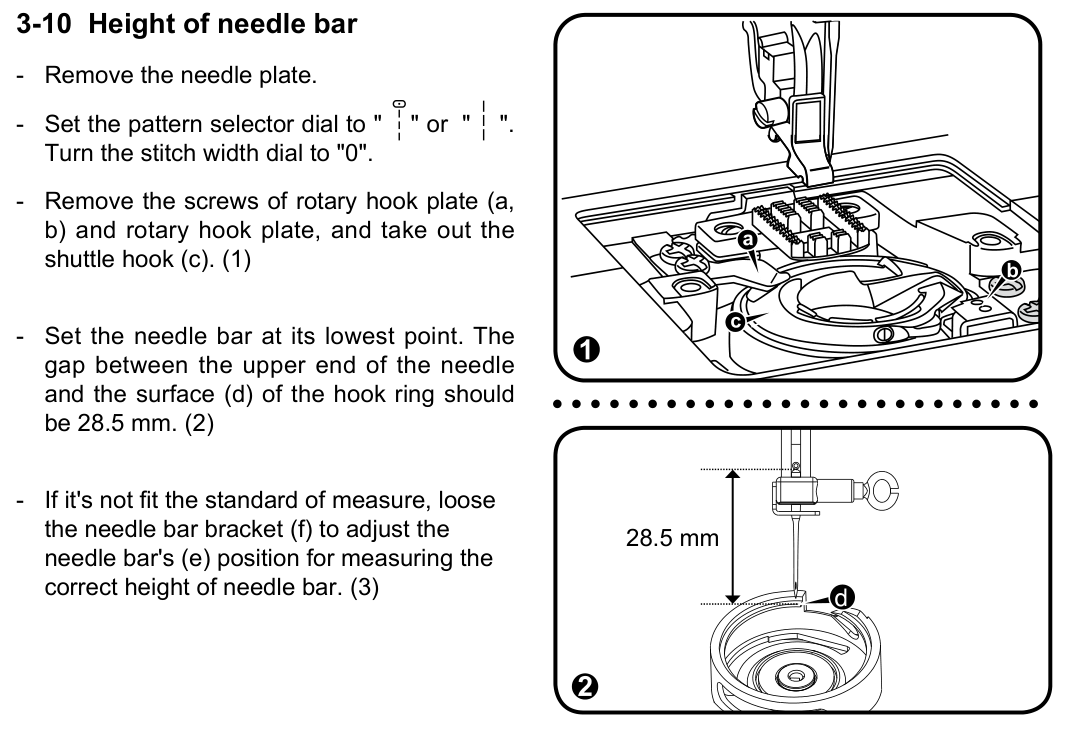 3-10 Height of needle bar
- Remove the needle plate.
- Set the pattern selector dial to " " or " ".
Turn the stitch width dial to "0".
- Remove the screws of rotary hook plate (a,
b) and rotary hook plate, and take out the
shuttle hook (c). (1)
- Set the needle bar at its lowest point. The
gap between the upper end of the needle
and the surface (d) of the hook ring should
be 28.5 mm. (2)
- If it's not fit the standard of measure, loose
the needle bar bracket (f) to adjust the
needle bar's (e) position for measuring the
correct height of needle bar. (3)
a
b
c
1
28.5 mm
d
2